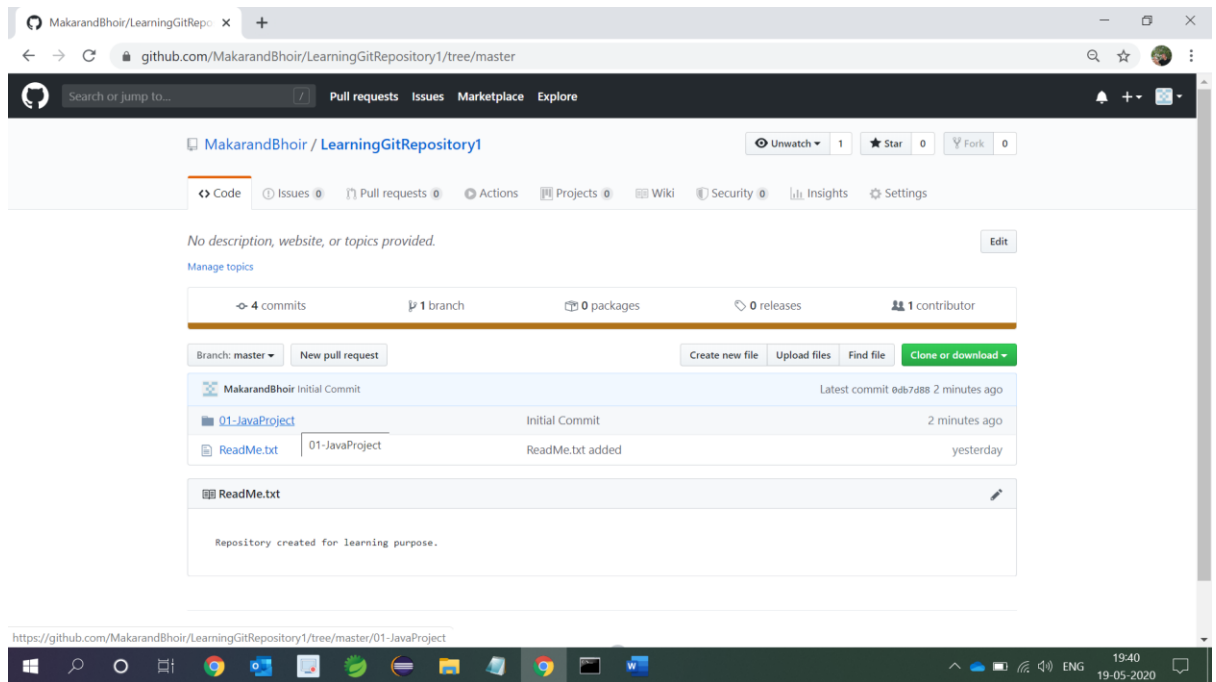 MakarandBhoir/LearningGitRepo
github.com/MakarandBhoir/LearningGitRepository1/tree/master
Search or jump to... / Pull requests Issues Marketplace Explore
MakarandBhoir / LearningGitRepository1 Unwatch 1 Star 0 Fork 0
Code Issues 0 Pull requests 0 Actions Projects 0 Wiki Security 0 Insights Settings
No description, website, or topics provided. Edit
Manage topics
4 commits 1 branch 0 packages 0 releases 1 contributor
Branch: master New pull request Create new file Upload files Find file Clone or download
MakarandBhoir Initial Commit Latest commit 0db7d88 2 minutes ago
01-JavaProject Initial Commit 2 minutes ago
ReadMe.txt 01-JavaProject ReadMe.txt added yesterday
ReadMe.txt
Repository created for learning purpose.
https://github.com/MakarandBhoir/LearningGitRepository1/tree/master/01-JavaProject
ENG 19:40
19-05-2020